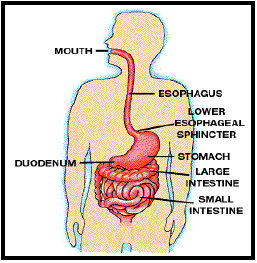 MOUTH
ESOPHAGUS
LOWER
ESOPHAGEAL
SPHINCTER
STOMACH
DUODENUM
LARGE
INTESTINE
SMALL
INTESTINE